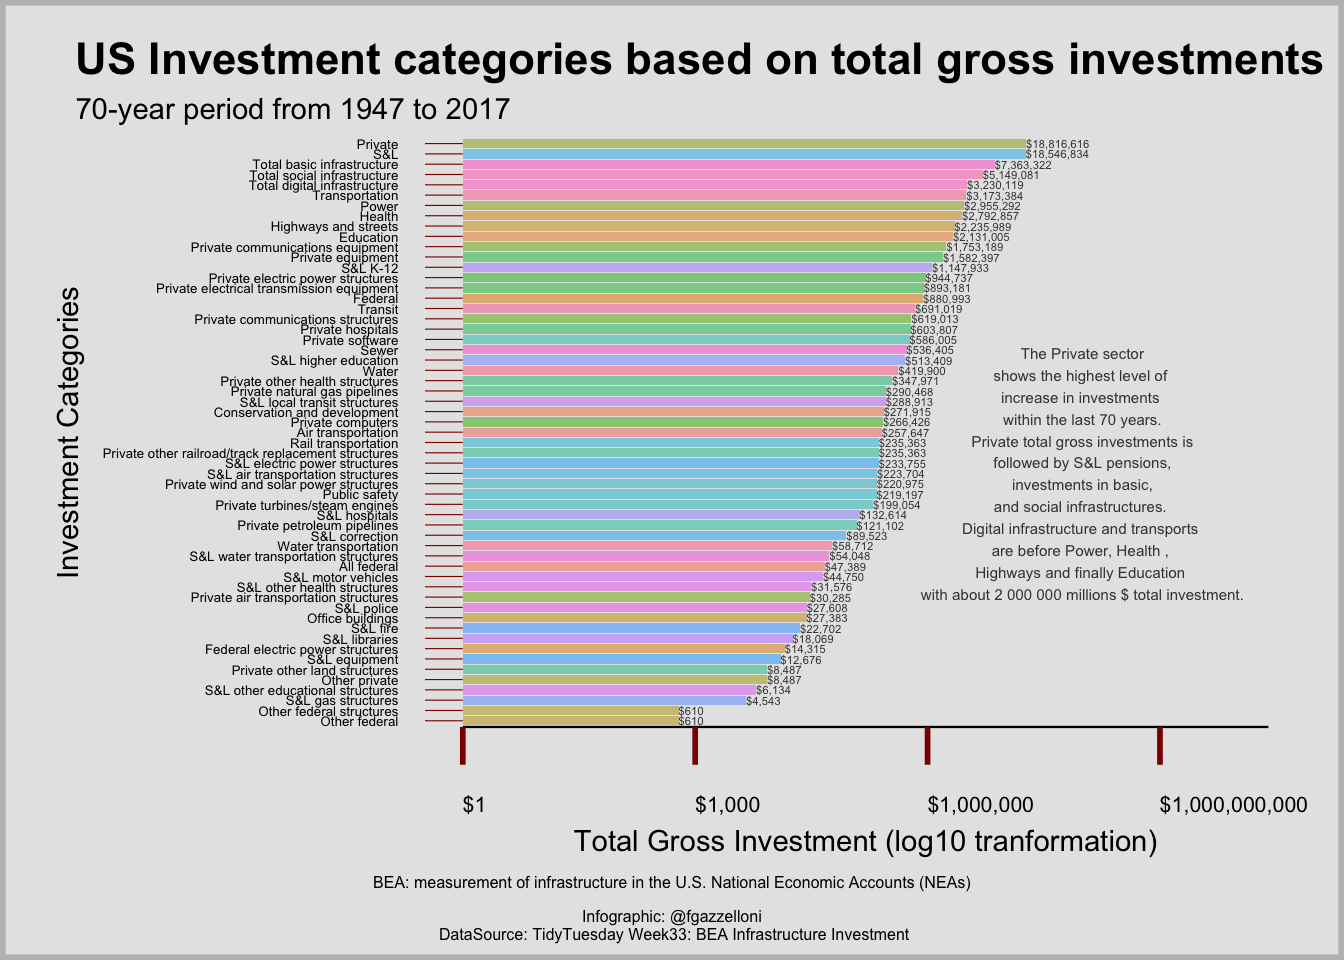 US Investment categories based on total gross investments
70-year period from 1947 to 2017
Investment Categories
Private $18,816,616
S&L $18,546,834
Total basic infrastructure $7,363,322
Total social infrastructure $5,149,081
Total digital infrastructure $3,230,119
Transportation $3,173,384
Power $2,955,292
Health $2,792,857
Highways and streets $2,235,989
Education $2,131,005
Private communications equipment $1,753,189
Private equipment $1,582,397
S&L K-12 $1,147,933
Private electric power structures $944,737
Private electrical transmission equipment $893,181
Federal $880,993
Transit $691,019
Private communications structures $619,013
Private hospitals $603,807
Private software $586,005
Sewer $536,405
S&L higher education $513,409
Water $419,900
Private other health structures $347,971
Private natural gas pipelines $290,468
S&L local transit structures $288,913
Conservation and development $271,915
Private computers $266,426
Air transportation $257,647
Rail transportation $235,363
Private other railroad/track replacement structures $235,363
S&L electric power structures $233,755
S&L air transportation structures $223,704
Private wind and solar power structures $220,975
Public safety $219,197
Private turbines/steam engines $199,054
S&L hospitals $132,614
Private petroleum pipelines $121,102
S&L correction $89,523
Water transportation $58,712
S&L water transportation structures $54,048
All federal $47,389
S&L motor vehicles $44,750
S&L other health structures $31,576
Private air transportation structures $30,285
S&L police $27,608
Office buildings $27,383
S&L fire $22,702
S&L libraries $18,069
Federal electric power structures $14,315
S&L equipment $12,676
Private other land structures $8,487
Other private $8,487
S&L other educational structures $6,134
S&L gas structures $4,543
Other federal structures $610
Other federal $610
The Private sector
shows the highest level of
increase in investments
within the last 70 years.
Private total gross investments is
followed by S&L pensions,
investments in basic,
and social infrastructures.
Digital infrastructure and transports
are before Power, Health ,
Highways and finally Education
with about 2 000 000 millions $ total investment.
$1 $1,000 $1,000,000 $1,000,000,000
Total Gross Investment (log10 tranformation)
BEA: measurement of infrastructure in the U.S. National Economic Accounts (NEAs)
Infographic: @fgazzelloni
DataSource: TidyTuesday Week33: BEA Infrastructure Investment